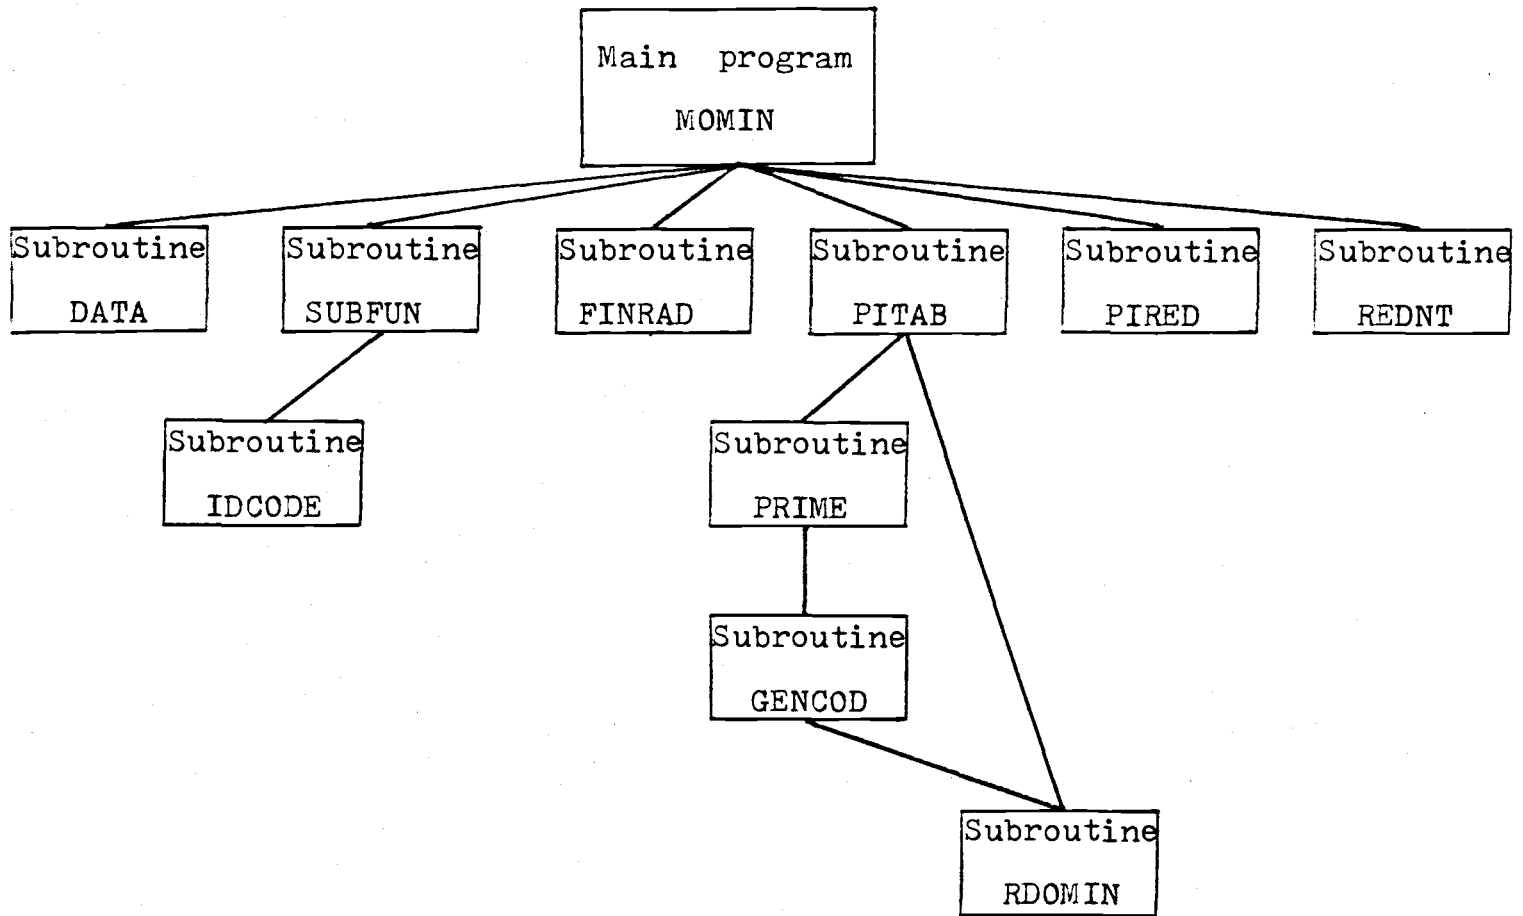 Main program
MOMIN
Subroutine
DATA
Subroutine
SUBFUN
Subroutine
FINRAD
Subroutine
PITAB
Subroutine
PIRED
Subroutine
REDNT
Subroutine
IDCODE
Subroutine
PRIME
Subroutine
GENCOD
Subroutine
RDOMIN